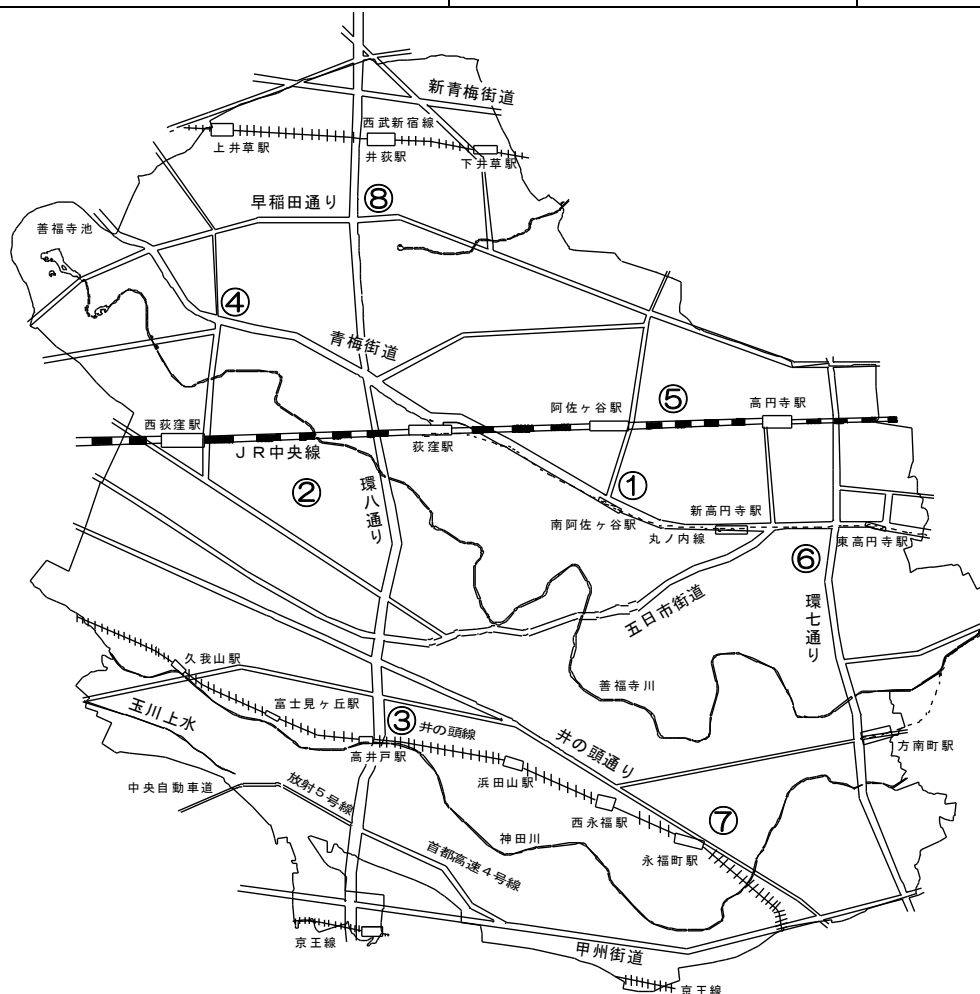 新青梅街道
西武新宿線
上井草駅
井荻駅
下井草駅
⑧
早稲田通り
善福寺池
④
青梅街道
阿佐ヶ谷駅
⑤
高円寺駅
西荻窪駅
JR中央線
荻窪駅
②
環八通り
①
新高円寺駅
南阿佐ヶ谷駅
丸ノ内線
東高円寺駅
⑥
五日市街道
環七通り
久我山駅
善福寺川
富士見ヶ丘駅
玉川上水
③
井の頭線
井の頭通り
高井戸駅
方南町駅
浜田山駅
中央自動車道
放射5号線
西永福駅
⑦
神田川
永福町駅
首都高速4号線
京王線
甲州街道
京王線